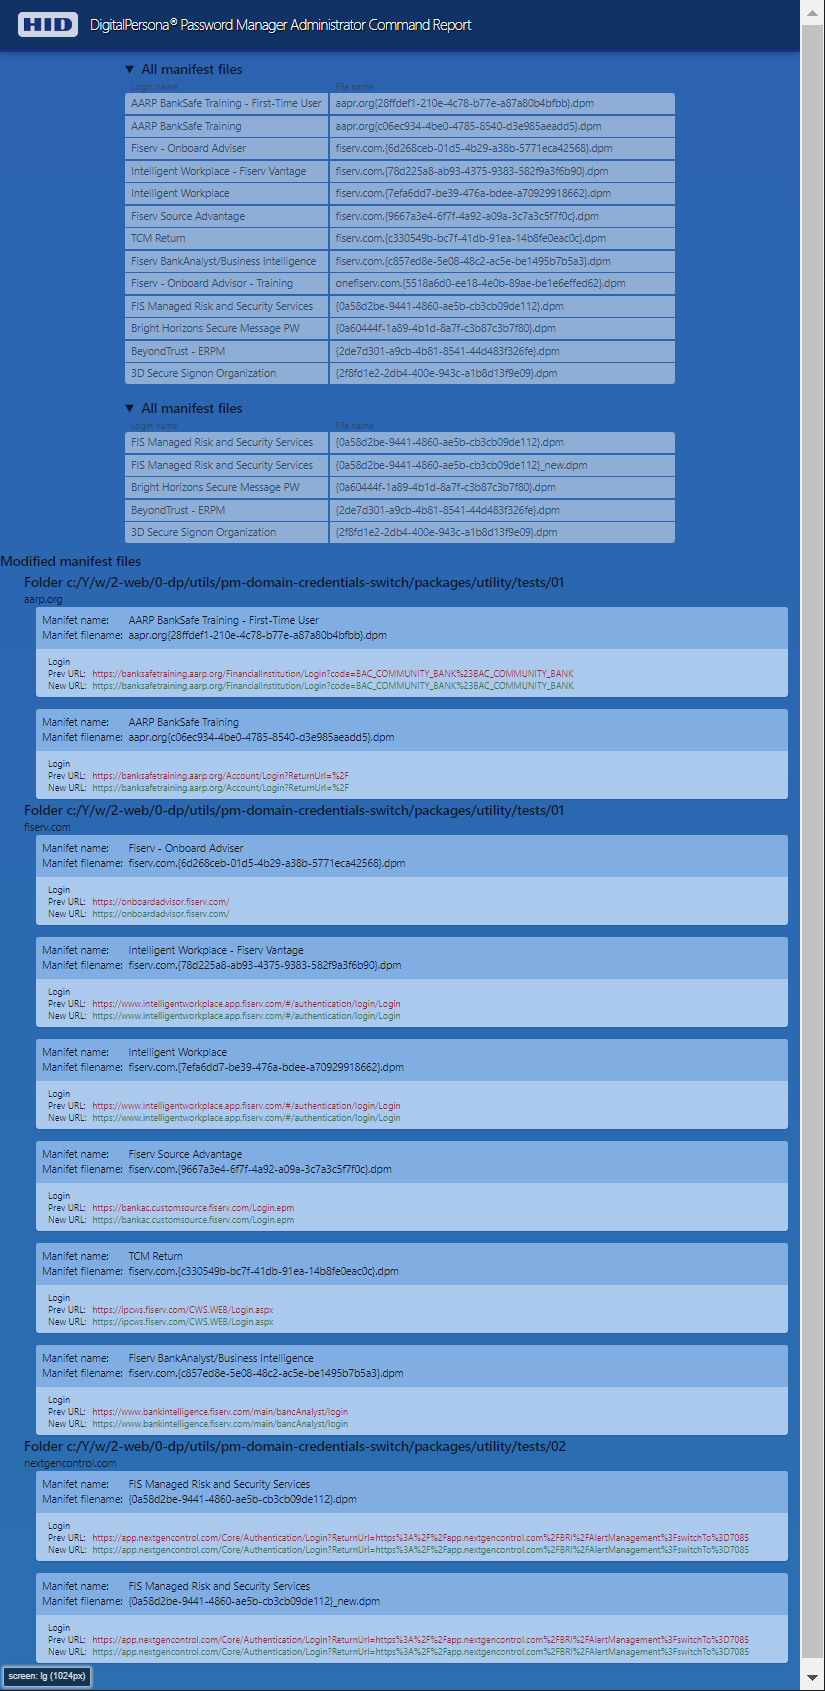 HID DigitalPersona® Password Manager Administrator Command Report
▼ All manifest files
Login name File name
AARP BankSafe Training - First-Time User aapr.org{28ffdef1-210e-4c78-b77e-a87a80b4bfbb}.dpm
AARP BankSafe Training aapr.org{c06ec934-4be0-4785-8540-d3e985aeadd5}.dpm
Fiserv - Onboard Adviser fiserv.com.{6d268ceb-01d5-4b29-a38b-5771eca42568}.dpm
Intelligent Workplace - Fiserv Vantage fiserv.com.{78d225a8-ab93-4375-9383-582f9a3f6b90}.dpm
Intelligent Workplace fiserv.com.{7efa6dd7-be39-476a-bdee-a70929918662}.dpm
Fiserv Source Advantage fiserv.com.{9667a3e4-6f7f-4a92-a09a-3c7a3c5f7f0c}.dpm
TCM Return fiserv.com.{c330549b-bc7f-41db-91ea-14b8fe0eac0c}.dpm
Fiserv BankAnalyst/Business Intelligence fiserv.com.{c857ed8e-5e08-48c2-ac5e-be1495b7b5a3}.dpm
Fiserv - Onboard Advisor - Training onefiserv.com.{5518a6d0-ee18-4e0b-89ae-be1e6effed62}.dpm
FIS Managed Risk and Security Services {0a58d2be-9441-4860-ae5b-cb3cb09de112}.dpm
Bright Horizons Secure Message PW {0a60444f-1a89-4b1d-8a7f-c3b87c3b7f80}.dpm
BeyondTrust - ERPM {2de7d301-a9cb-4b81-8541-44d483f326fe}.dpm
3D Secure Signon Organization {2f8fd1e2-2db4-400e-943c-a1b8d13f9e09}.dpm
▼ All manifest files
Login name File name
FIS Managed Risk and Security Services {0a58d2be-9441-4860-ae5b-cb3cb09de112}.dpm
FIS Managed Risk and Security Services {0a58d2be-9441-4860-ae5b-cb3cb09de112}_new.dpm
Bright Horizons Secure Message PW {0a60444f-1a89-4b1d-8a7f-c3b87c3b7f80}.dpm
BeyondTrust - ERPM {2de7d301-a9cb-4b81-8541-44d483f326fe}.dpm
3D Secure Signon Organization {2f8fd1e2-2db4-400e-943c-a1b8d13f9e09}.dpm
Modified manifest files
Folder c:/Y/w/2-web/0-dp/utils/pm-domain-credentials-switch/packages/utility/tests/01
aarp.org
Manifet name: AARP BankSafe Training - First-Time User
Manifet filename: aapr.org{28ffdef1-210e-4c78-b77e-a87a80b4bfbb}.dpm
Login
Prev URL: https://banksafetraining.aarp.org/FinancialInstitution/Login?code=BAC_COMMUNITY_BANK%23BAC_COMMUNITY_BANK
New URL: https://banksafetraining.aarp.org/FinancialInstitution/Login?code=BAC_COMMUNITY_BANK%23BAC_COMMUNITY_BANK
Manifet name: AARP BankSafe Training
Manifet filename: aapr.org{c06ec934-4be0-4785-8540-d3e985aeadd5}.dpm
Login
Prev URL: https://banksafetraining.aarp.org/Account/Login?ReturnUrl=%2F
New URL: https://banksafetraining.aarp.org/Account/Login?ReturnUrl=%2F
Folder c:/Y/w/2-web/0-dp/utils/pm-domain-credentials-switch/packages/utility/tests/01
fiserv.com
Manifet name: Fiserv - Onboard Adviser
Manifet filename: fiserv.com.{6d268ceb-01d5-4b29-a38b-5771eca42568}.dpm
Login
Prev URL: https://onboardadvisor.fiserv.com/
New URL: https://onboardadvisor.fiserv.com/
Manifet name: Intelligent Workplace - Fiserv Vantage
Manifet filename: fiserv.com.{78d225a8-ab93-4375-9383-582f9a3f6b90}.dpm
Login
Prev URL: https://www.intelligentworkplace.app.fiserv.com/#/authentication/login/Login
New URL: https://www.intelligentworkplace.app.fiserv.com/#/authentication/login/Login
Manifet name: Intelligent Workplace
Manifet filename: fiserv.com.{7efa6dd7-be39-476a-bdee-a70929918662}.dpm
Login
Prev URL: https://www.intelligentworkplace.app.fiserv.com/#/authentication/login/Login
New URL: https://www.intelligentworkplace.app.fiserv.com/#/authentication/login/Login
Manifet name: Fiserv Source Advantage
Manifet filename: fiserv.com.{9667a3e4-6f7f-4a92-a09a-3c7a3c5f7f0c}.dpm
Login
Prev URL: https://bankac.customsource.fiserv.com/Login.epm
New URL: https://bankac.customsource.fiserv.com/Login.epm
Manifet name: TCM Return
Manifet filename: fiserv.com.{c330549b-bc7f-41db-91ea-14b8fe0eac0c}.dpm
Login
Prev URL: https://ipcws.fiserv.com/CWS.WEB/Login.aspx
New URL: https://ipcws.fiserv.com/CWS.WEB/Login.aspx
Manifet name: Fiserv BankAnalyst/Business Intelligence
Manifet filename: fiserv.com.{c857ed8e-5e08-48c2-ac5e-be1495b7b5a3}.dpm
Login
Prev URL: https://www.bankintelligence.fiserv.com/main/bancAnalyst/login
New URL: https://www.bankintelligence.fiserv.com/main/bancAnalyst/login
Folder c:/Y/w/2-web/0-dp/utils/pm-domain-credentials-switch/packages/utility/tests/02
nextgencontrol.com
Manifet name: FIS Managed Risk and Security Services
Manifet filename: {0a58d2be-9441-4860-ae5b-cb3cb09de112}.dpm
Login
Prev URL: https://app.nextgencontrol.com/Core/Authentication/Login?ReturnUrl=https%3A%2F%2Fapp.nextgencontrol.com%2FBRI%2FAlertManagement%3FswitchTo%3D7085
New URL: https://app.nextgencontrol.com/Core/Authentication/Login?ReturnUrl=https%3A%2F%2Fapp.nextgencontrol.com%2FBRI%2FAlertManagement%3FswitchTo%3D7085
Manifet name: FIS Managed Risk and Security Services
Manifet filename: {0a58d2be-9441-4860-ae5b-cb3cb09de112}_new.dpm
Login
Prev URL: https://app.nextgencontrol.com/Core/Authentication/Login?ReturnUrl=https%3A%2F%2Fapp.nextgencontrol.com%2FBRI%2FAlertManagement%3FswitchTo%3D7085
New URL: https://app.nextgencontrol.com/Core/Authentication/Login?ReturnUrl=https%3A%2F%2Fapp.nextgencontrol.com%2FBRI%2FAlertManagement%3FswitchTo%3D7085
screen: lg (1024px)